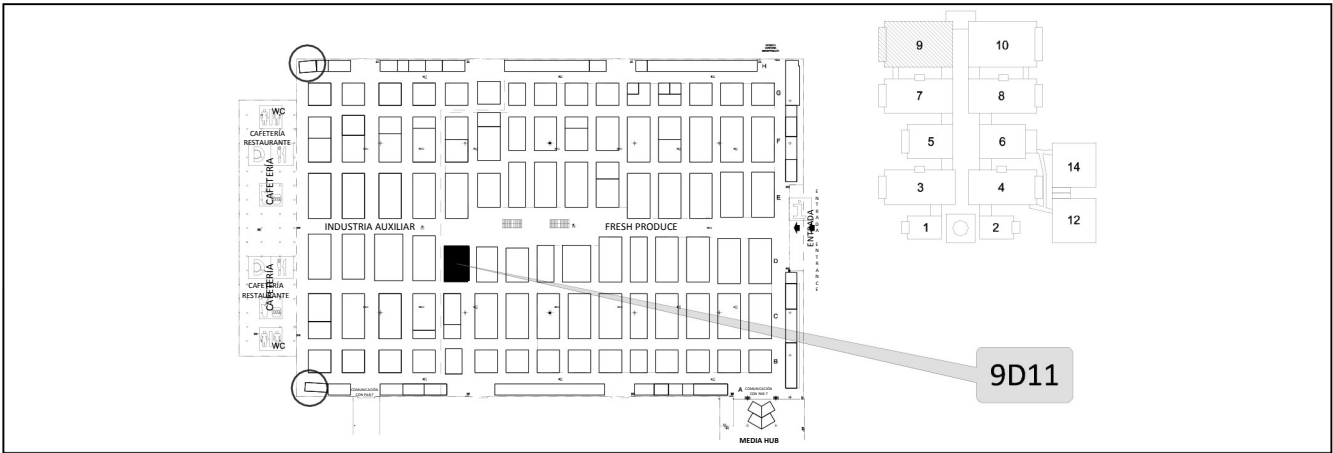 H
G
F
E
D
C
B
A
WC
CAFETERÍA
RESTAURANTE
CAFETERÍA
INDUSTRIA AUXILIAR
FRESH PRODUCE
ENTRADA
ENTRADA ENTRANCE
CAFETERÍA
CAFETERÍA
RESTAURANTE
WC
COMUNICACIÓN
CON PAB.7
COMUNICACIÓN
CON PAB.7
MEDIA HUB
9D11
9
10
7
8
5
6
14
3
4
12
1
2